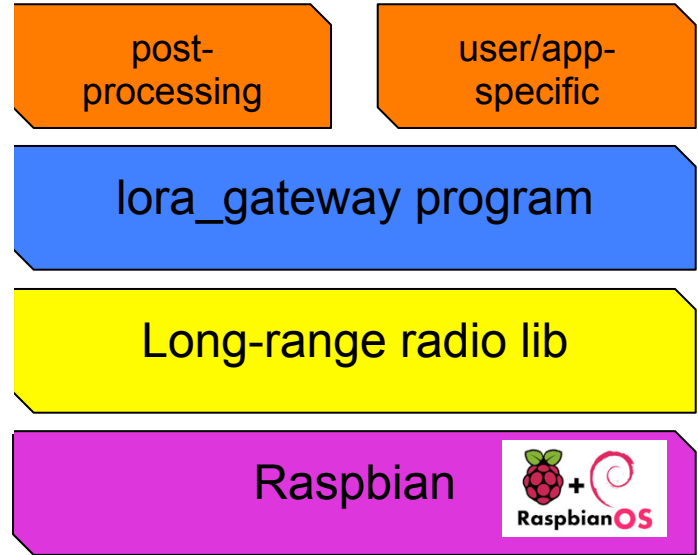 post-
processing
user/app-
specific
lora_gateway program
Long-range radio lib
Raspbian
+
RaspbianOS